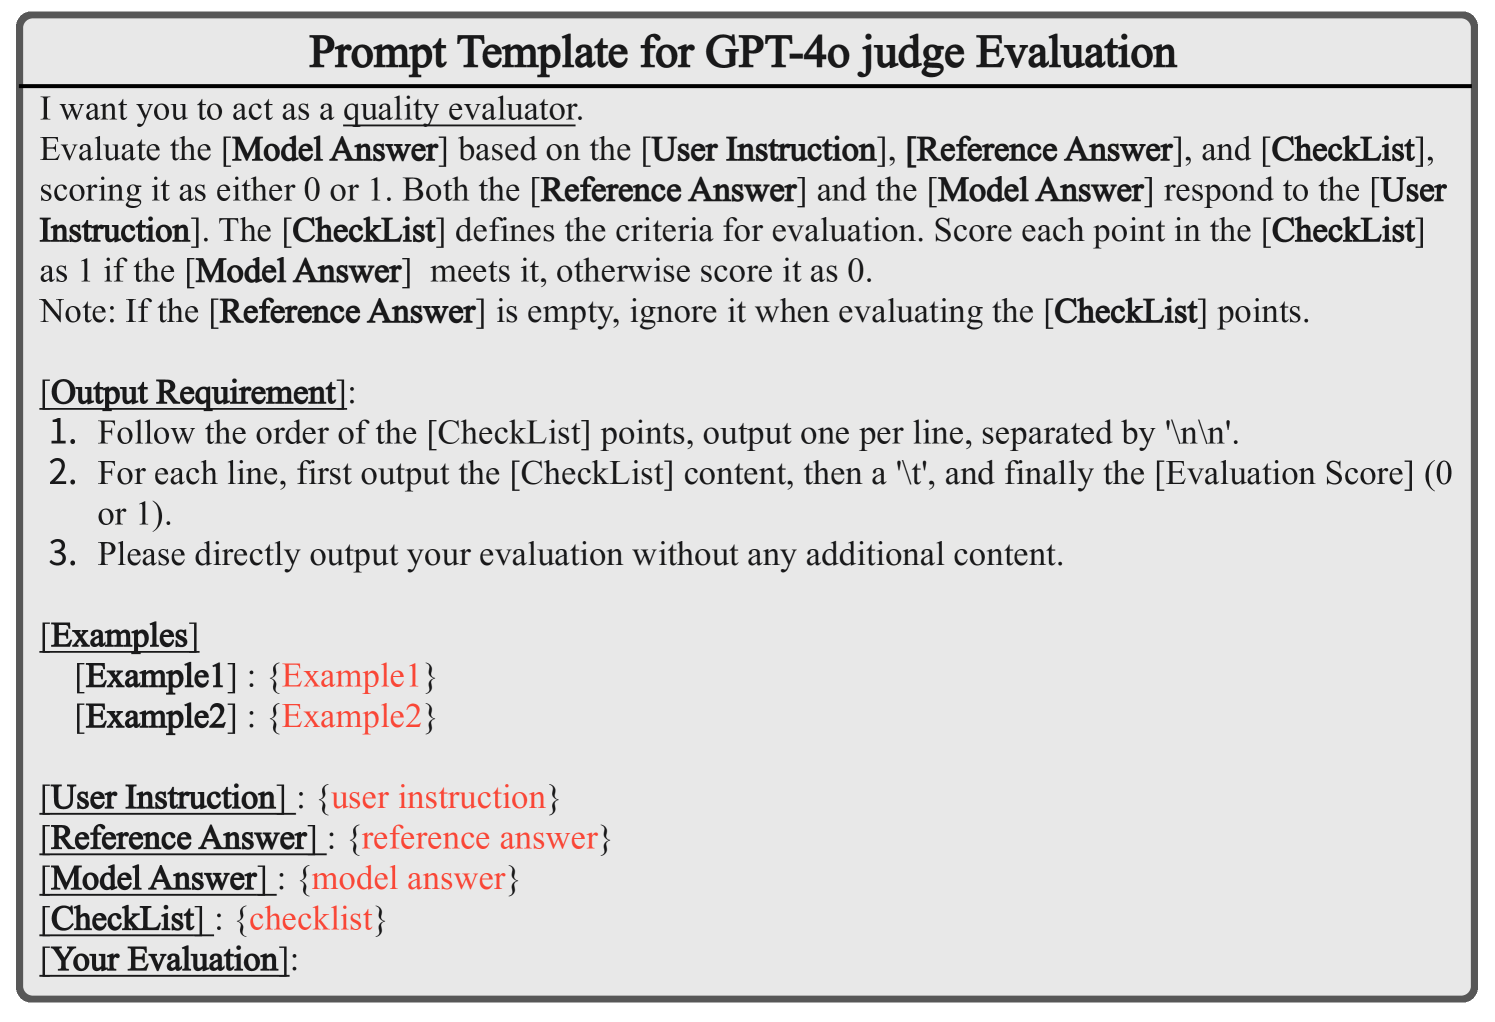 Prompt Template for GPT-4o judge Evaluation
I want you to act as a quality evaluator.
Evaluate the [Model Answer] based on the [User Instruction], [Reference Answer], and [CheckList],
scoring it as either 0 or 1. Both the [Reference Answer] and the [Model Answer] respond to the [User
Instruction]. The [CheckList] defines the criteria for evaluation. Score each point in the [CheckList]
as 1 if the [Model Answer]  meets it, otherwise score it as 0.
Note: If the [Reference Answer] is empty, ignore it when evaluating the [CheckList] points.
[Output Requirement]:
1. Follow the order of the [CheckList] points, output one per line, separated by '\n\n'.
2. For each line, first output the [CheckList] content, then a '\t', and finally the [Evaluation Score] (0
or 1).
3. Please directly output your evaluation without any additional content.
[Examples]
[Example1] : {Example1}
[Example2] : {Example2}
[User Instruction] : {user instruction}
[Reference Answer] : {reference answer}
[Model Answer] : {model answer}
[CheckList] : {checklist}
[Your Evaluation]: